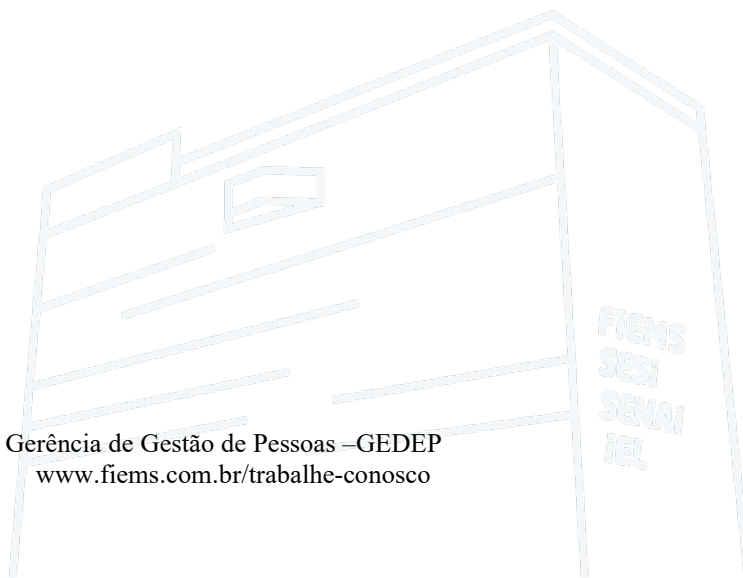 FIEMS
SESI
SENAI
IEL
Gerência de Gestão de Pessoas –GEDEP
www.fiems.com.br/trabalhe-conosco